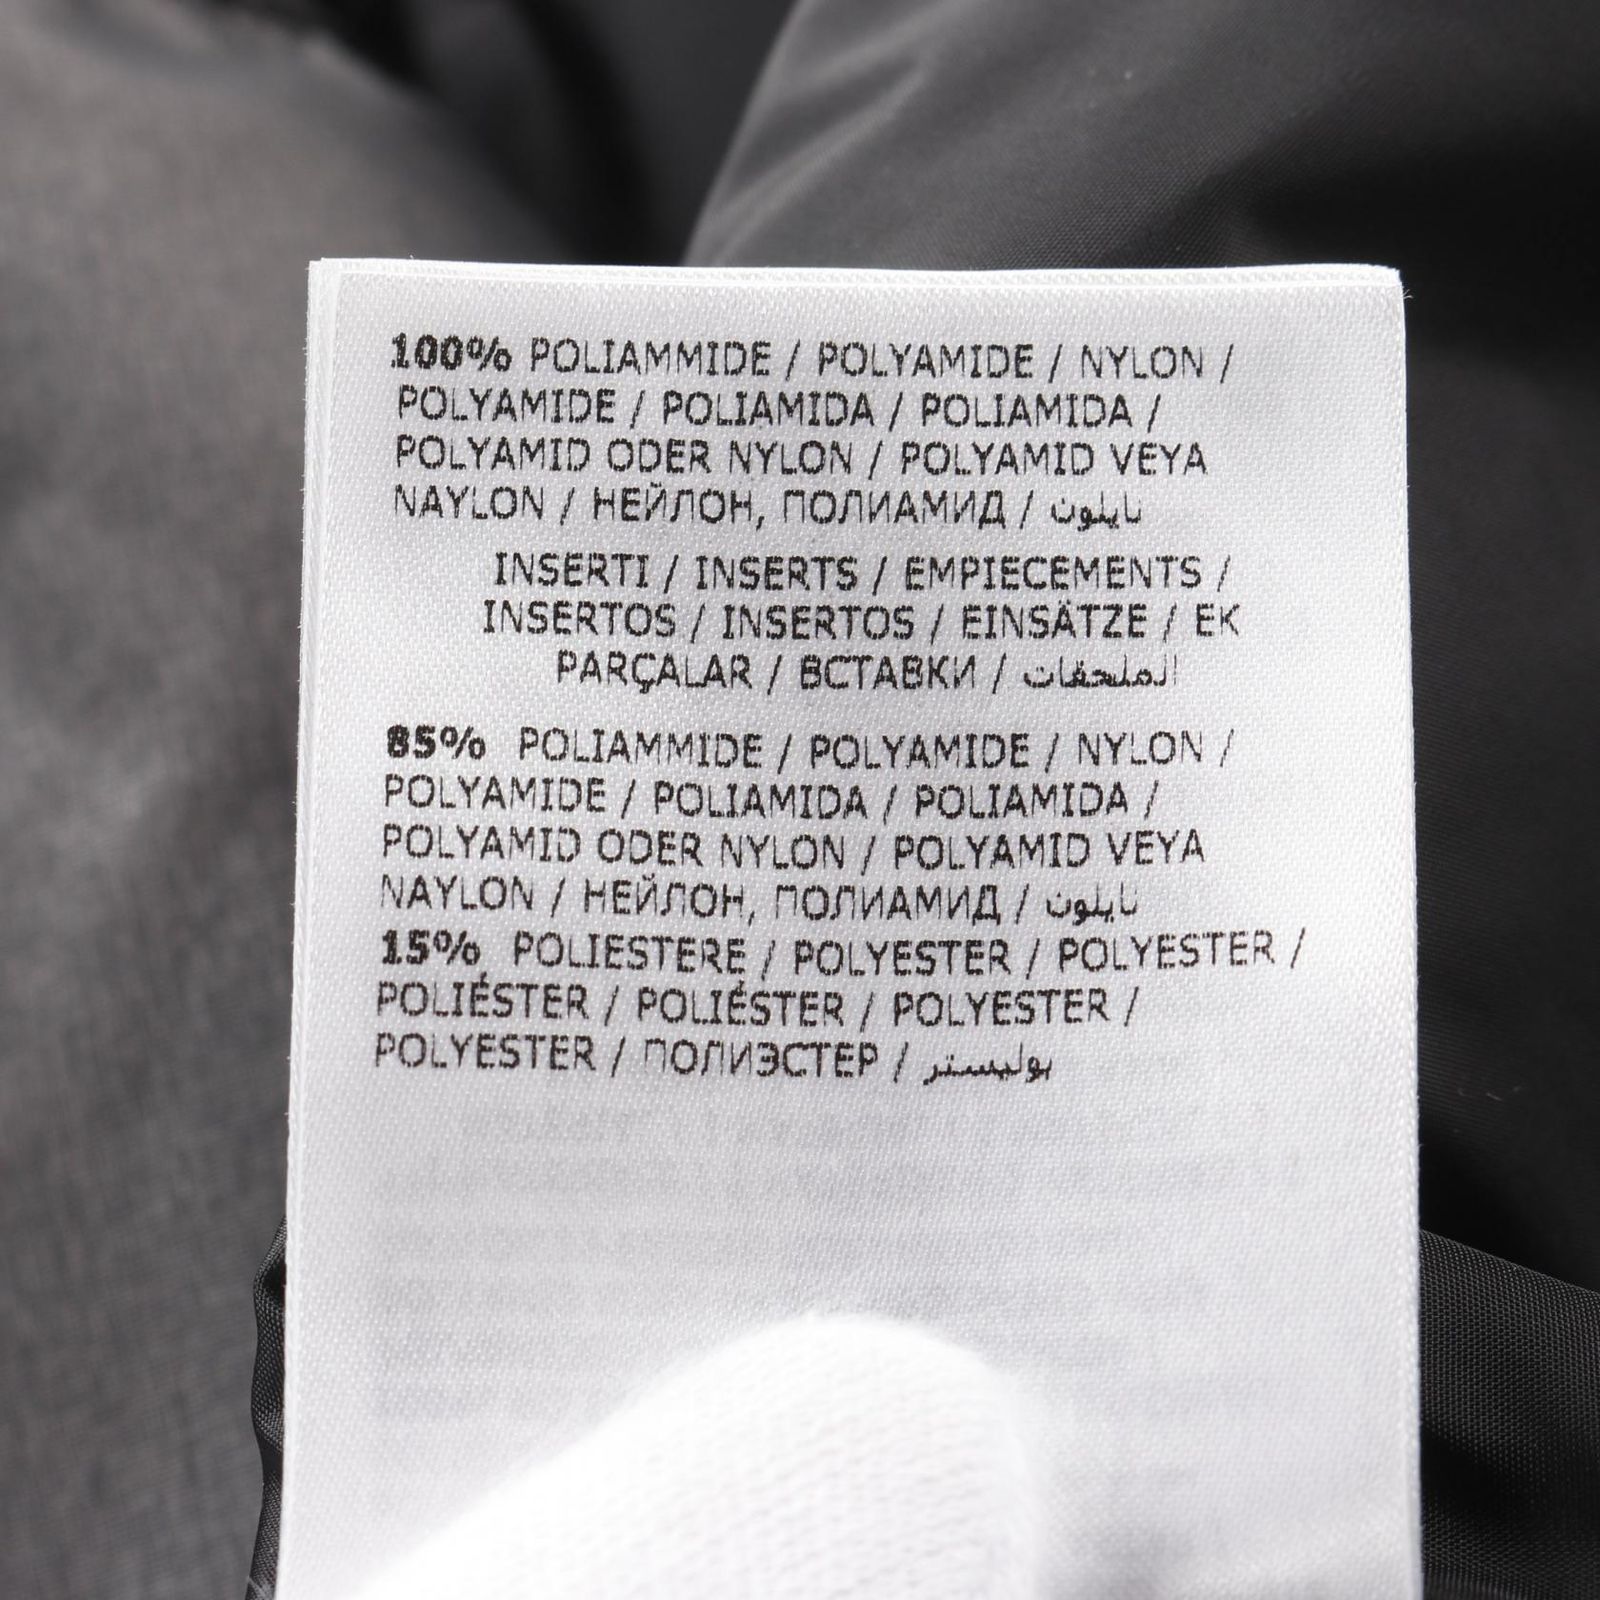 100% POLIAMMIDE / POLYAMIDE / NYLON /
POLYAMIDE / POLIAMIDA / POLIAMIDA /
POLYAMID ODER NYLON / POLYAMID VEYA
NAYLON / НЕЙЛОН, ПОЛИАМИД / نايلون
INSERTI / INSERTS / EMPIECEMENTS /
INSERTOS / INSERTOS / EINSÄTZE / EK
PARÇALAR / ВСТАВКИ / الملحقات
85% POLIAMMIDE / POLYAMIDE / NYLON /
POLYAMIDE / POLIAMIDA / POLIAMIDA /
POLYAMID ODER NYLON / POLYAMID VEYA
NAYLON / НЕЙЛОН, ПОЛИАМИД / نايلون
15% POLIESTERE / POLYESTER / POLYESTER /
POLIÉSTER / POLIÉSTER / POLYESTER /
POLYESTER / ПОЛИЭСТЕР / بوليستر